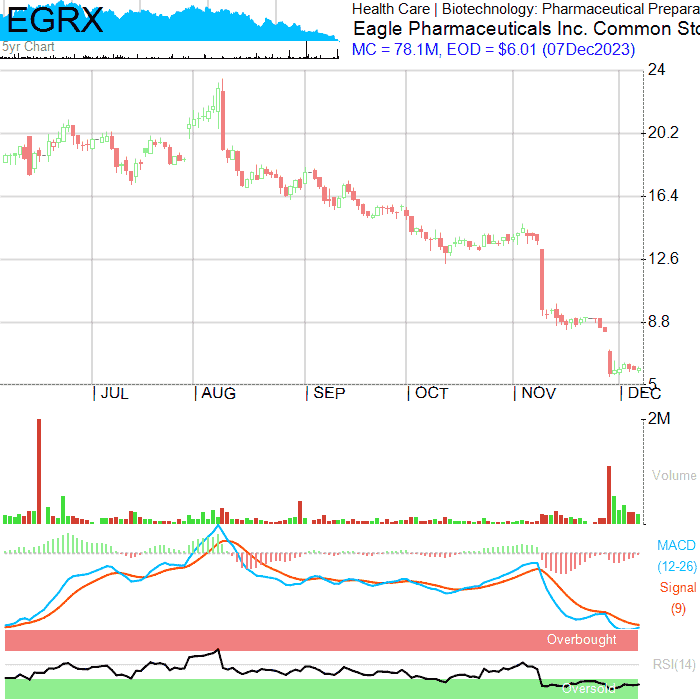 EGRX
5yr Chart
Health Care | Biotechnology: Pharmaceutical Prepara
Eagle Pharmaceuticals Inc. Common Sto
MC = 78.1M, EOD = $6.01 (07Dec2023)
24
20.2
16.4
12.6
8.8
5
JUL
AUG
SEP
OCT
NOV
DEC
2M
Volume
MACD
(12-26)
Signal
(9)
Overbought
RSI(14)
Oversold